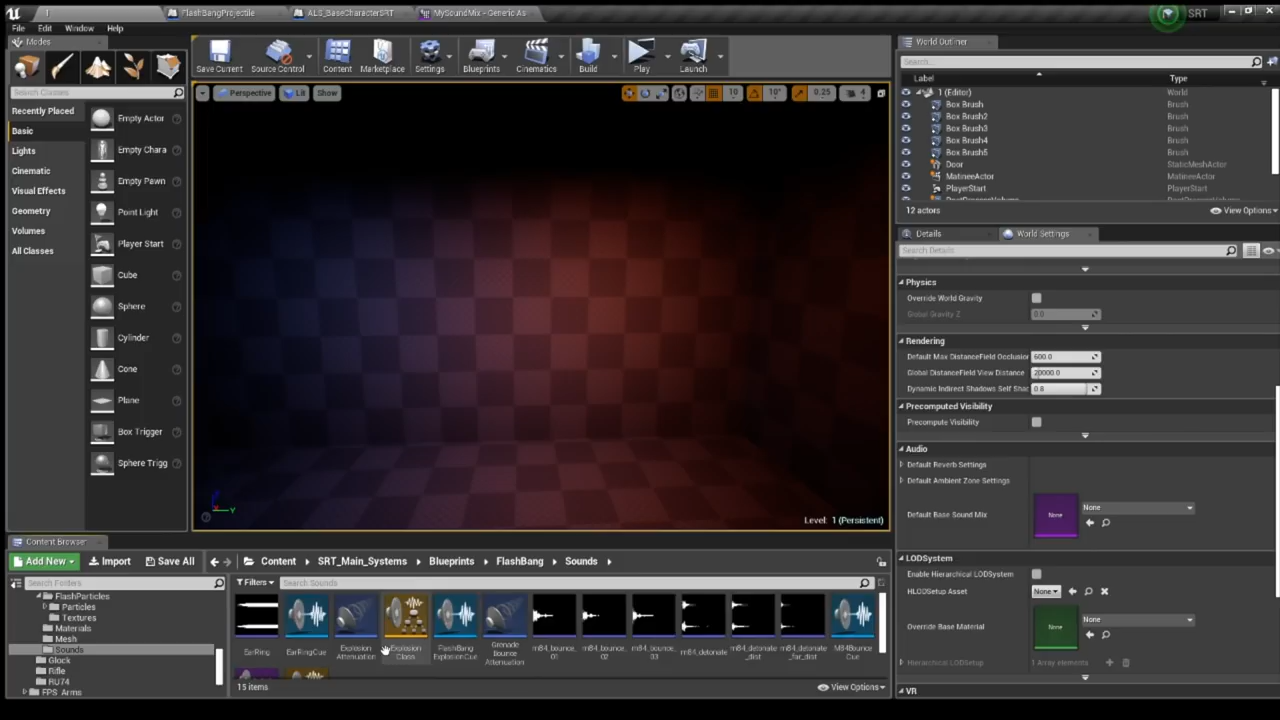 1
FlashBangProjectile
ALS_BaseCharacterSRT
MySoundMix - Generic As
SRT
File Edit Window Help
Modes
Search Classes
Recently Placed
Basic
Lights
Cinematic
Visual Effects
Geometry
Volumes
All Classes
Empty Actor
Empty Chara
Empty Pawn
Point Light
Player Start
Cube
Sphere
Cylinder
Cone
Plane
Box Trigger
Sphere Trigg
Save Current
Source Control
Content
Marketplace
Settings
Blueprints
Cinematics
Build
Play
Launch
Perspective
Lit
Show
10
10°
0.25
4
Level: 1 (Persistent)
World Outliner
Search...
Label Type
1 (Editor) World
Box Brush Brush
Box Brush2 Brush
Box Brush3 Brush
Box Brush4 Brush
Box Brush5 Brush
Door StaticMeshActor
MatineeActor MatineeActor
PlayerStart PlayerStart
12 actors
View Options
Details
World Settings
Search Details
Physics
Override World Gravity
Global Gravity Z 0.0
Rendering
Default Max DistanceField Occlusion 600.0
Global DistanceField View Distance 20000.0
Dynamic Indirect Shadows Self Shad 0.8
Precomputed Visibility
Precompute Visibility
Audio
Default Reverb Settings
Default Ambient Zone Settings
Default Base Sound Mix
None
None
LODSystem
Enable Hierarchical LODSystem
HLODSetup Asset None
Override Base Material
None
None
Hierarchical LODSetup 1 Array elements
VR
Content Browser
Add New
Import
Save All
Content
SRT_Main_Systems
Blueprints
FlashBang
Sounds
Search Folders
FlashParticles
Particles
Textures
Materials
Mesh
Sounds
Glock
Rifle
RU74
FPS_Arms
Filters
Search Sounds
EarRing
EarRingCue
Explosion Attenuation
Explosion Class
FlashBang ExplosionCue
Grenade Bounce Attenuation
m84_bounce_01
m84_bounce_02
m84_bounce_03
m84_detonate
m84_detonate_dist
m84_detonate_far_dist
M84Bounce Cue
15 items
View Options